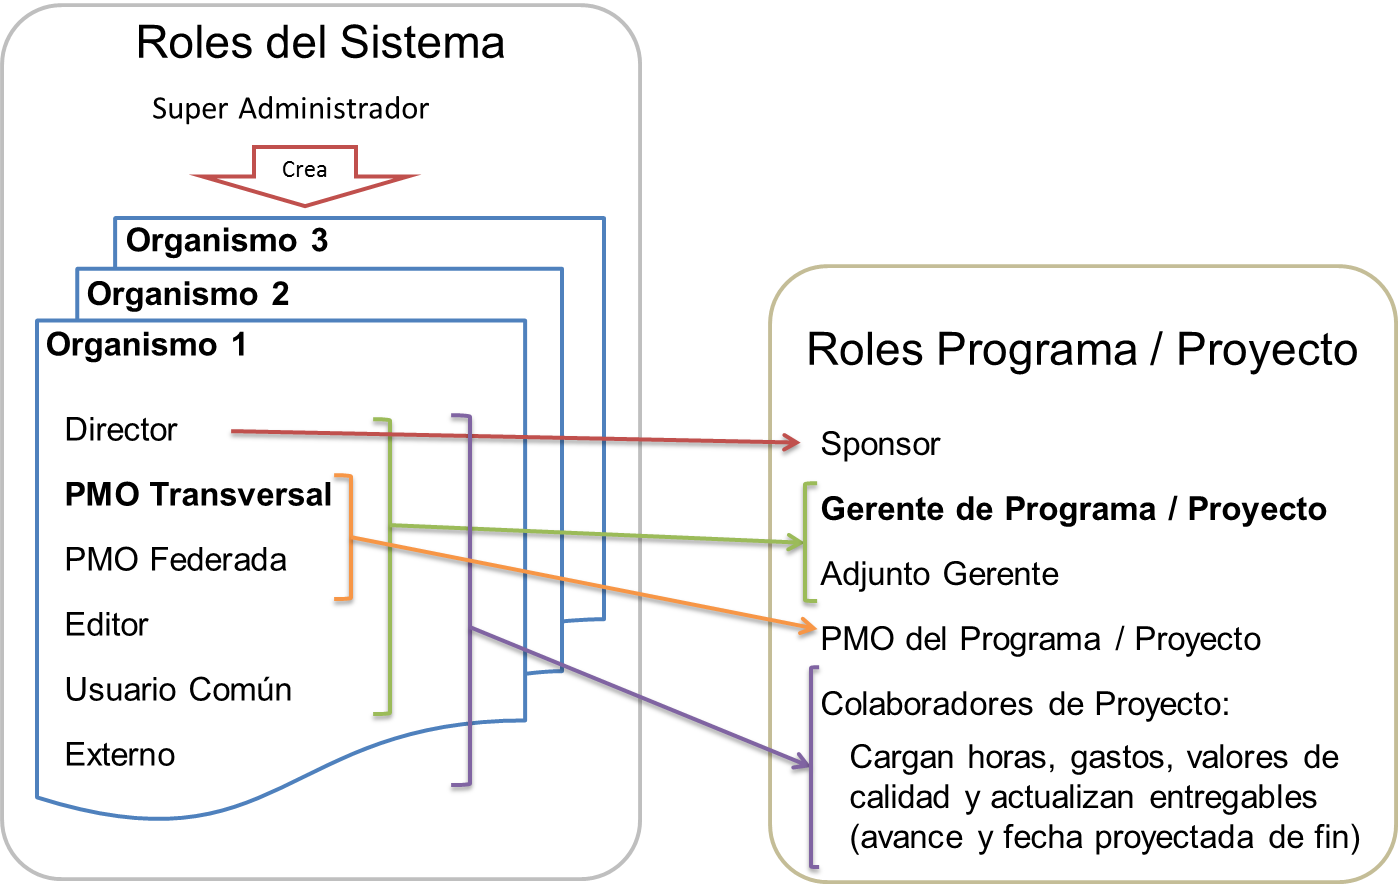 Roles del Sistema
Super Administrador
Crea
Organismo 3
Organismo 2
Organismo 1
Director
PMO Transversal
PMO Federada
Editor
Usuario Común
Externo
Roles Programa / Proyecto
Sponsor
Gerente de Programa / Proyecto
Adjunto Gerente
PMO del Programa / Proyecto
Colaboradores de Proyecto:
Cargan horas, gastos, valores de
calidad y actualizan entregables
(avance y fecha proyectada de fin)